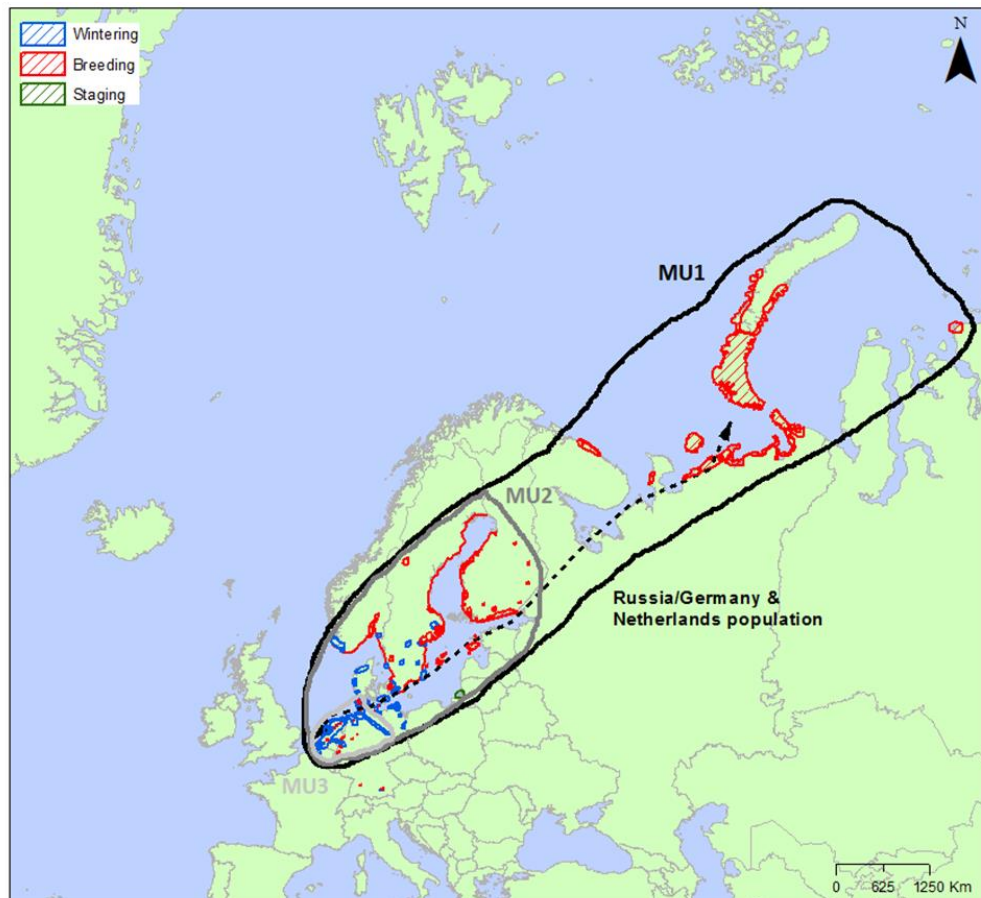 Wintering
Breeding
Staging
N
MU1
MU2
Russia/Germany &
Netherlands population
MU3
0 625 1250 Km